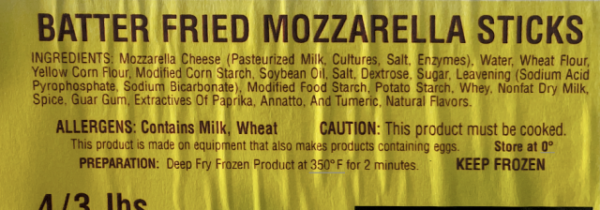 BATTER FRIED MOZZARELLA STICKS
INGREDIENTS: Mozzarella Cheese (Pasteurized Milk, Cultures, Salt, Enzymes), Water, Wheat Flour,
Yellow Corn Flour, Modified Corn Starch, Soybean Oil, Salt, Dextrose, Sugar, Leavening (Sodium Acid
Pyrophosphate, Sodium Bicarbonate), Modified Food Starch, Potato Starch, Whey, Nonfat Dry Milk,
Spice, Guar Gum, Extractives Of Paprika, Annatto, And Tumeric, Natural Flavors.
ALLERGENS: Contains Milk, Wheat CAUTION: This product must be cooked.
This product is made on equipment that also makes products containing eggs. Store at 0°
PREPARATION: Deep Fry Frozen Product at 350°F for 2 minutes. KEEP FROZEN
4/3 lbs